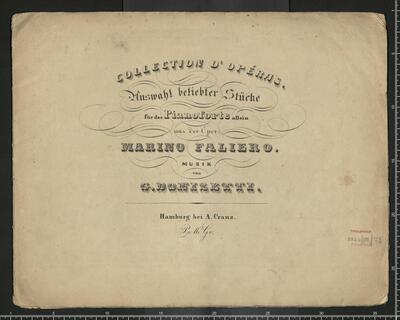 COLLECTION D'OPÉRAS.
Auswahl beliebter Stücke
für das Pianoforte allein
aus der Oper
MARINO FALIERO.
MUSIK
von
G. DONIZETTI.
Hamburg bei A. Cranz.